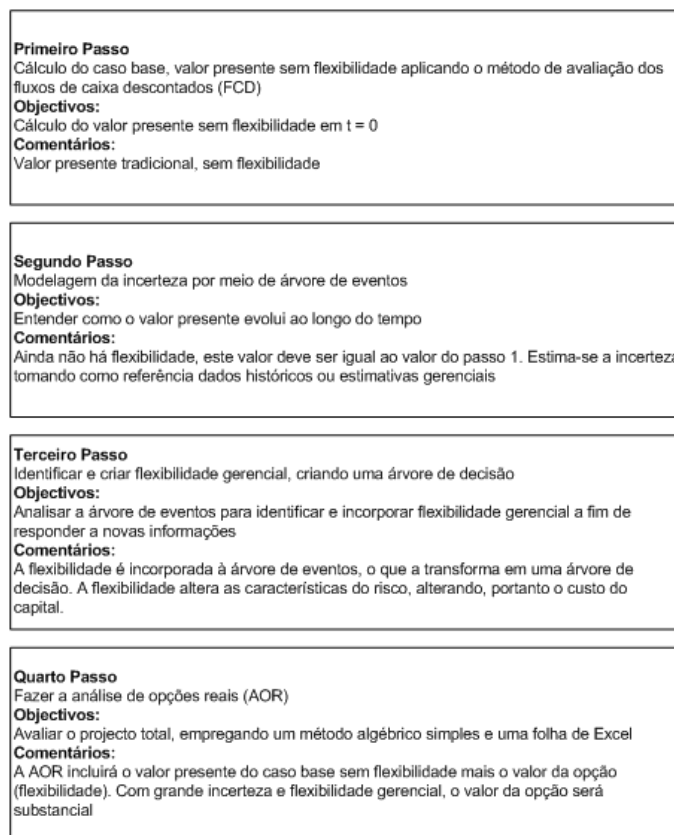 Primeiro Passo
Cálculo do caso base, valor presente sem flexibilidade aplicando o método de avaliação dos
fluxos de caixa descontados (FCD)
Objectivos:
Cálculo do valor presente sem flexibilidade em t = 0
Comentários:
Valor presente tradicional, sem flexibilidade
Segundo Passo
Modelagem da incerteza por meio de árvore de eventos
Objectivos:
Entender como o valor presente evolui ao longo do tempo
Comentários:
Ainda não há flexibilidade, este valor deve ser igual ao valor do passo 1. Estima-se a incerteza
tomando como referência dados históricos ou estimativas gerenciais
Terceiro Passo
Identificar e criar flexibilidade gerencial, criando uma árvore de decisão
Objectivos:
Analisar a árvore de eventos para identificar e incorporar flexibilidade gerencial a fim de
responder a novas informações
Comentários:
A flexibilidade é incorporada à árvore de eventos, o que a transforma em uma árvore de
decisão. A flexibilidade altera as características do risco, alterando, portanto o custo do
capital.
Quarto Passo
Fazer a análise de opções reais (AOR)
Objectivos:
Avaliar o projecto total, empregando um método algébrico simples e uma folha de Excel
Comentários:
A AOR incluirá o valor presente do caso base sem flexibilidade mais o valor da opção
(flexibilidade). Com grande incerteza e flexibilidade gerencial, o valor da opção será
substancial